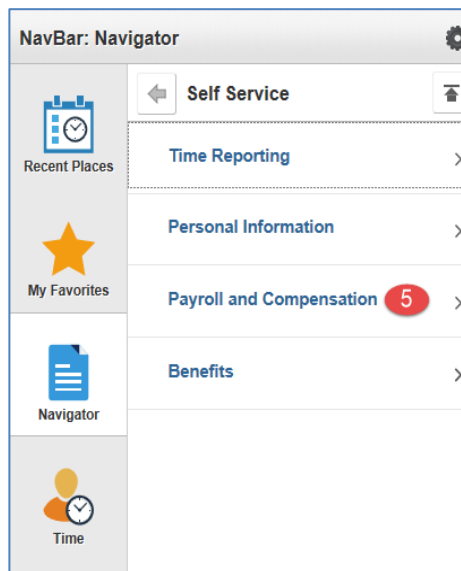 NavBar: Navigator
Self Service
Recent Places
Time Reporting
Personal Information
My Favorites
Payroll and Compensation 5
Benefits
Navigator
Time